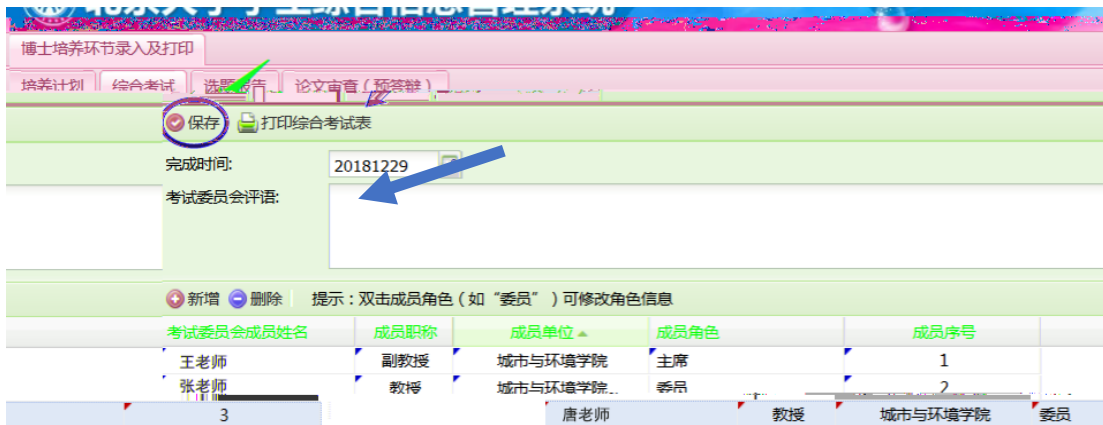 博士培养环节录入及打印
培养计划 综合考试 选题报告 论文审查（预答辩）
保存 打印综合考试表
完成时间: 20181229
考试委员会评语:
新增 删除 提示：双击成员角色（如“委员”）可修改角色信息
考试委员会成员姓名 成员职称 成员单位 成员角色 成员序号
王老师 副教授 城市与环境学院 主席 1
张老师 教授 城市与环境学院 委员 2
3 唐老师 教授 城市与环境学院 委员